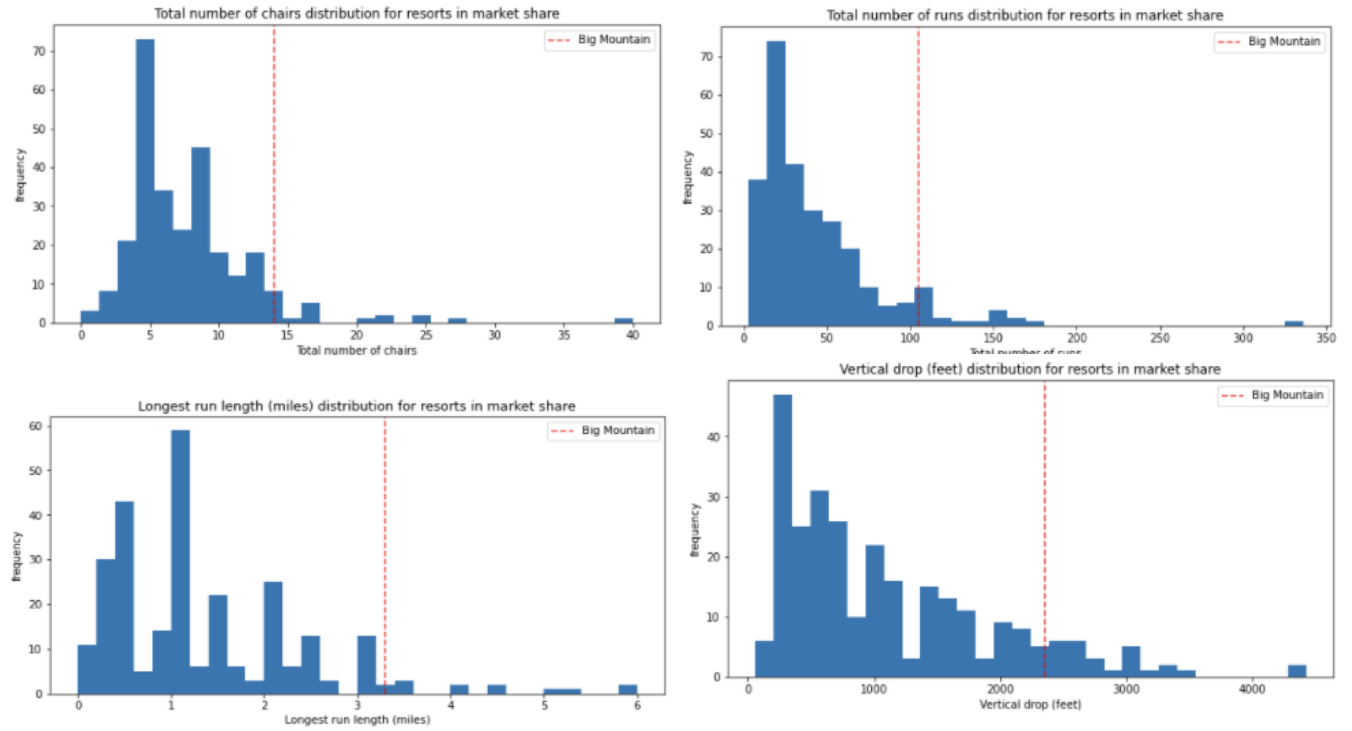 Total number of chairs distribution for resorts in market share
Big Mountain
frequency
70
60
50
40
30
20
10
0
0 5 10 15 20 25 30 35 40
Total number of chairs
Total number of runs distribution for resorts in market share
Big Mountain
frequency
70
60
50
40
30
20
10
0
0 50 100 150 200 250 300 350
Total number of runs
Longest run length (miles) distribution for resorts in market share
Big Mountain
frequency
60
50
40
30
20
10
0
0 1 2 3 4 5 6
Longest run length (miles)
Vertical drop (feet) distribution for resorts in market share
Big Mountain
frequency
40
30
20
10
0
0 1000 2000 3000 4000
Vertical drop (feet)